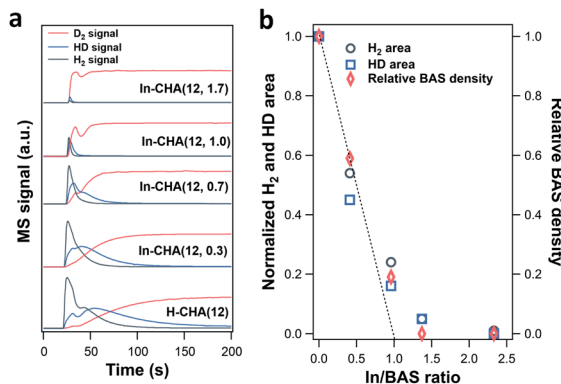 a
D2 signal
HD signal
H2 signal
In-CHA(12, 1.7)
In-CHA(12, 1.0)
In-CHA(12, 0.7)
In-CHA(12, 0.3)
H-CHA(12)
MS signal (a.u.)
0 50 100 150 200
Time (s)
b
H2 area
HD area
Relative BAS density
1.0
0.8
0.6
0.4
0.2
0.0
Normalized H2 and HD area
1.0
0.8
0.6
0.4
0.2
0.0
Relative BAS density
0.0 0.5 1.0 1.5 2.0 2.5
In/BAS ratio